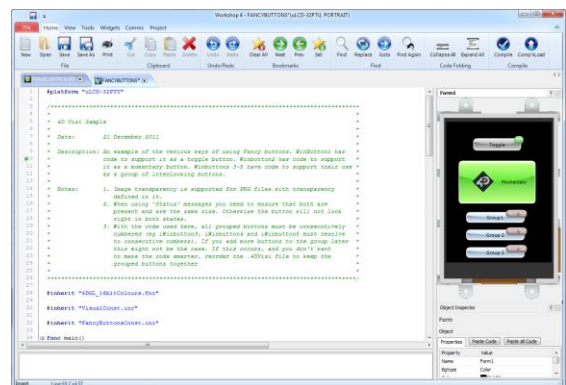 Workshop 4 - FANCYBUTTONS*(uLCD-32PTU, PORTRAIT)
File Home View Tools Widgets Comms Project
New Open Save Save As Print Cut Copy Paste Delete Undo Redo Clear All Next Prev Set Find Replace Goto Find Again Collapse All Expand All Compile Comp'nLoad
File Clipboard Undo/Redo Bookmarks Find Code Folding Compile
FANCYBUTTONS*
#platform "uLCD-32PTU"
4D Visi Sample
Date: 21 December 2011
Description: An example of the various ways of using Fancy buttons. WinButton1 has
code to support it as a toggle button. Winbutton2 has code to support
it as a momentary button. Winbuttons 3-5 have code to support their use
as a group of interlocking buttons.
Notes: 1. Image transparency is supported for PNG files with transparency
defined in it.
2. When using 'Status' messages you need to ensure that both are
present and are the same size. Otherwise the button will not look
right in both states.
3. With the code used here, all grouped buttons must be consecutively
numbered (eg iWinbutton3, iWinbutton4 and iWinbutton5 must resolve
to consecutive numbers). If you add more buttons to the group later
this might not be the case. If this occurs, and you don't want
to make the code smarter, reorder the .4DVisi file to keep the
grouped buttons together
#inherit "4DGL_16bitColours.fnc"
#inherit "VisualConst.inc"
#inherit "FancyButtonsConst.inc"
func main()
Form1
Toggle
4D Momentary
Group1
Group 2
Group 3
Object Inspector
Form
Object
Properties Paste Code Paste all Code
Property Value
Name Form1
Bgtype Color
Insert